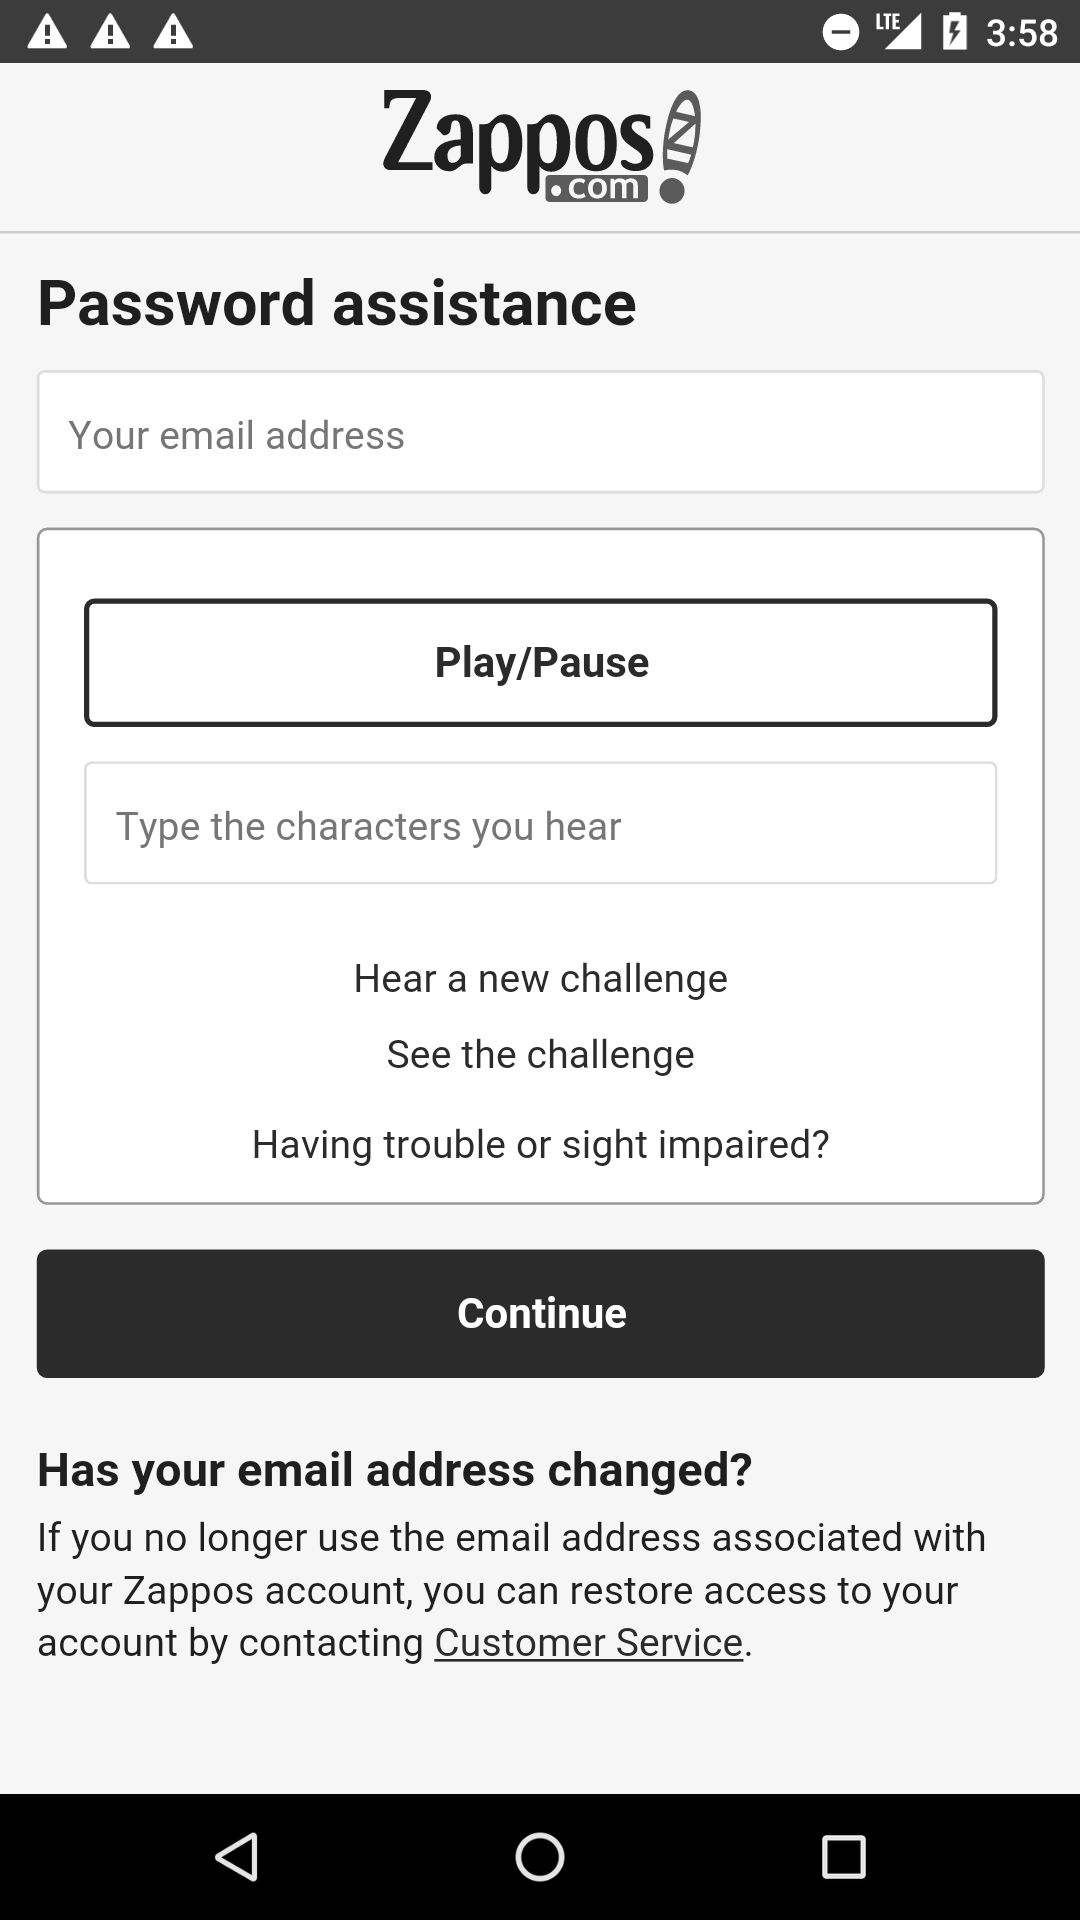 LTE 3:58
Zappos
.com
Password assistance
Your email address
Play/Pause
Type the characters you hear
Hear a new challenge
See the challenge
Having trouble or sight impaired?
Continue
Has your email address changed?
If you no longer use the email address associated with
your Zappos account, you can restore access to your
account by contacting Customer Service.